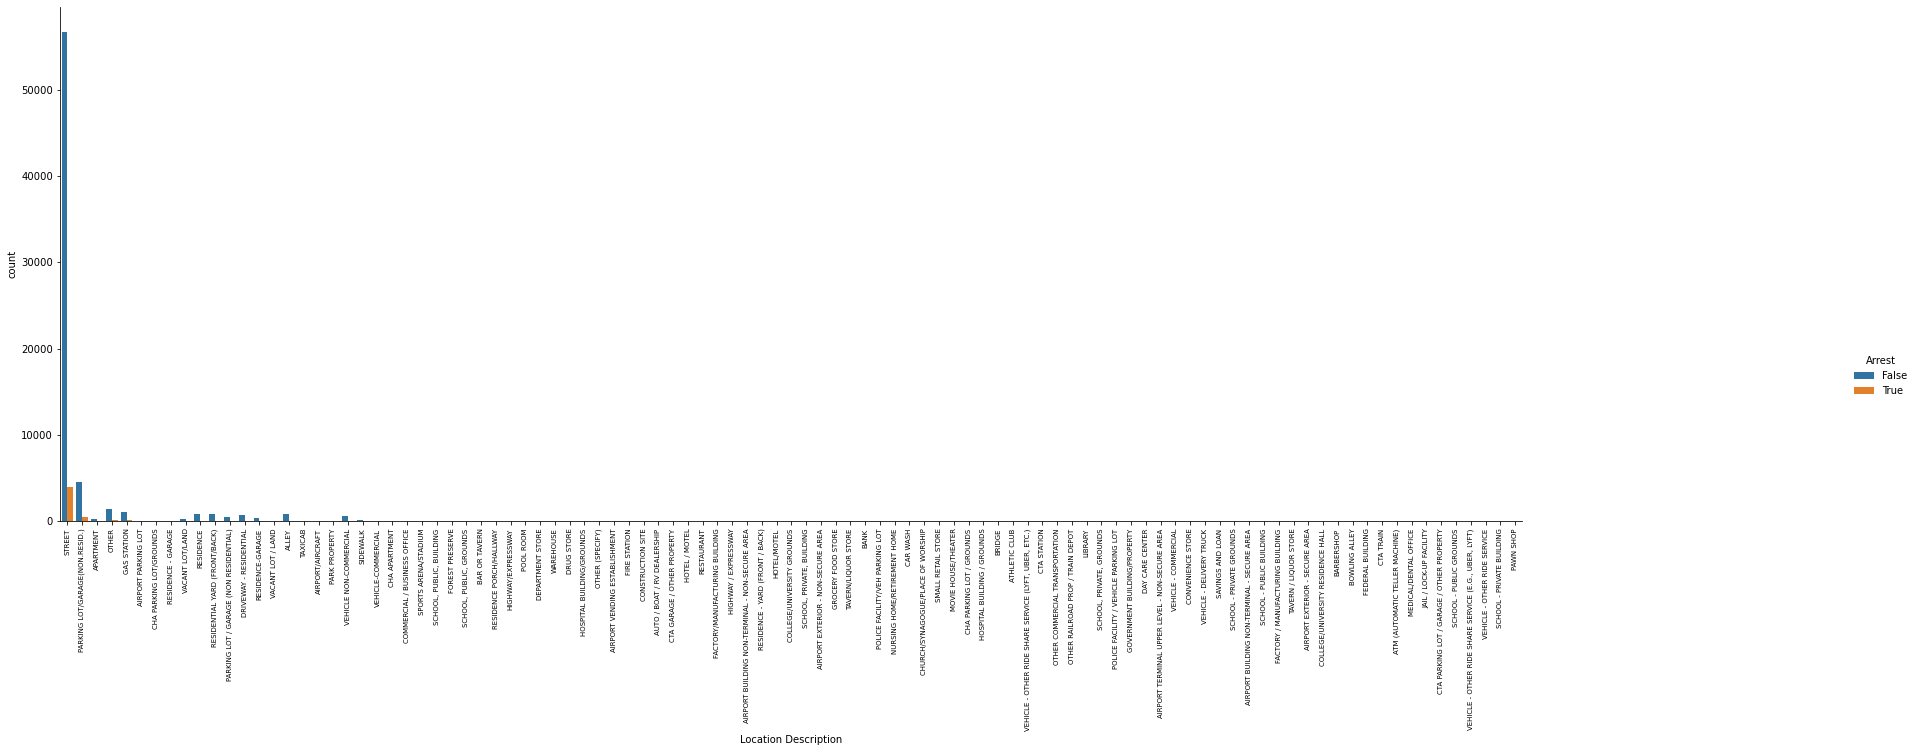 50000
40000
30000
20000
10000
0
count
STREET
PARKING LOT/GARAGE(NON.RESID.)
APARTMENT
OTHER
GAS STATION
AIRPORT PARKING LOT
CHA PARKING LOT/GROUNDS
RESIDENCE - GARAGE
VACANT LOT/LAND
RESIDENCE
RESIDENTIAL YARD (FRONT/BACK)
PARKING LOT / GARAGE (NON RESIDENTIAL)
DRIVEWAY - RESIDENTIAL
RESIDENCE-GARAGE
VACANT LOT / LAND
ALLEY
TAXICAB
AIRPORT/AIRCRAFT
PARK PROPERTY
VEHICLE NON-COMMERCIAL
SIDEWALK
VEHICLE-COMMERCIAL
CHA APARTMENT
COMMERCIAL / BUSINESS OFFICE
SPORTS ARENA/STADIUM
SCHOOL, PUBLIC, BUILDING
FOREST PRESERVE
SCHOOL, PUBLIC, GROUNDS
BAR OR TAVERN
RESIDENCE PORCH/HALLWAY
HIGHWAY/EXPRESSWAY
POOL ROOM
DEPARTMENT STORE
WAREHOUSE
DRUG STORE
HOSPITAL BUILDING/GROUNDS
OTHER (SPECIFY)
AIRPORT VENDING ESTABLISHMENT
FIRE STATION
CONSTRUCTION SITE
AUTO / BOAT / RV DEALERSHIP
CTA GARAGE / OTHER PROPERTY
HOTEL / MOTEL
RESTAURANT
FACTORY/MANUFACTURING BUILDING
HIGHWAY / EXPRESSWAY
AIRPORT BUILDING NON-TERMINAL - NON-SECURE AREA
RESIDENCE - YARD (FRONT / BACK)
HOTEL/MOTEL
COLLEGE/UNIVERSITY GROUNDS
SCHOOL, PRIVATE, BUILDING
AIRPORT EXTERIOR - NON-SECURE AREA
GROCERY FOOD STORE
TAVERN/LIQUOR STORE
BANK
POLICE FACILITY/VEH PARKING LOT
NURSING HOME/RETIREMENT HOME
CAR WASH
CHURCH/SYNAGOGUE/PLACE OF WORSHIP
SMALL RETAIL STORE
MOVIE HOUSE/THEATER
CHA PARKING LOT / GROUNDS
HOSPITAL BUILDING / GROUNDS
BRIDGE
ATHLETIC CLUB
VEHICLE - OTHER RIDE SHARE SERVICE (LYFT, UBER, ETC.)
CTA STATION
OTHER COMMERCIAL TRANSPORTATION
OTHER RAILROAD PROP / TRAIN DEPOT
LIBRARY
SCHOOL, PRIVATE, GROUNDS
POLICE FACILITY / VEHICLE PARKING LOT
GOVERNMENT BUILDING/PROPERTY
DAY CARE CENTER
AIRPORT TERMINAL UPPER LEVEL - NON-SECURE AREA
VEHICLE - COMMERCIAL
CONVENIENCE STORE
VEHICLE - DELIVERY TRUCK
SAVINGS AND LOAN
SCHOOL - PRIVATE GROUNDS
AIRPORT BUILDING NON-TERMINAL - SECURE AREA
SCHOOL - PUBLIC BUILDING
FACTORY / MANUFACTURING BUILDING
TAVERN / LIQUOR STORE
AIRPORT EXTERIOR - SECURE AREA
COLLEGE/UNIVERSITY RESIDENCE HALL
BARBERSHOP
BOWLING ALLEY
FEDERAL BUILDING
CTA TRAIN
ATM (AUTOMATIC TELLER MACHINE)
MEDICAL/DENTAL OFFICE
JAIL / LOCK-UP FACILITY
CTA PARKING LOT / GARAGE / OTHER PROPERTY
SCHOOL - PUBLIC GROUNDS
VEHICLE - OTHER RIDE SHARE SERVICE (E.G., UBER, LYFT)
VEHICLE - OTHER RIDE SERVICE
SCHOOL - PRIVATE BUILDING
PAWN SHOP
Location Description
Arrest
False
True